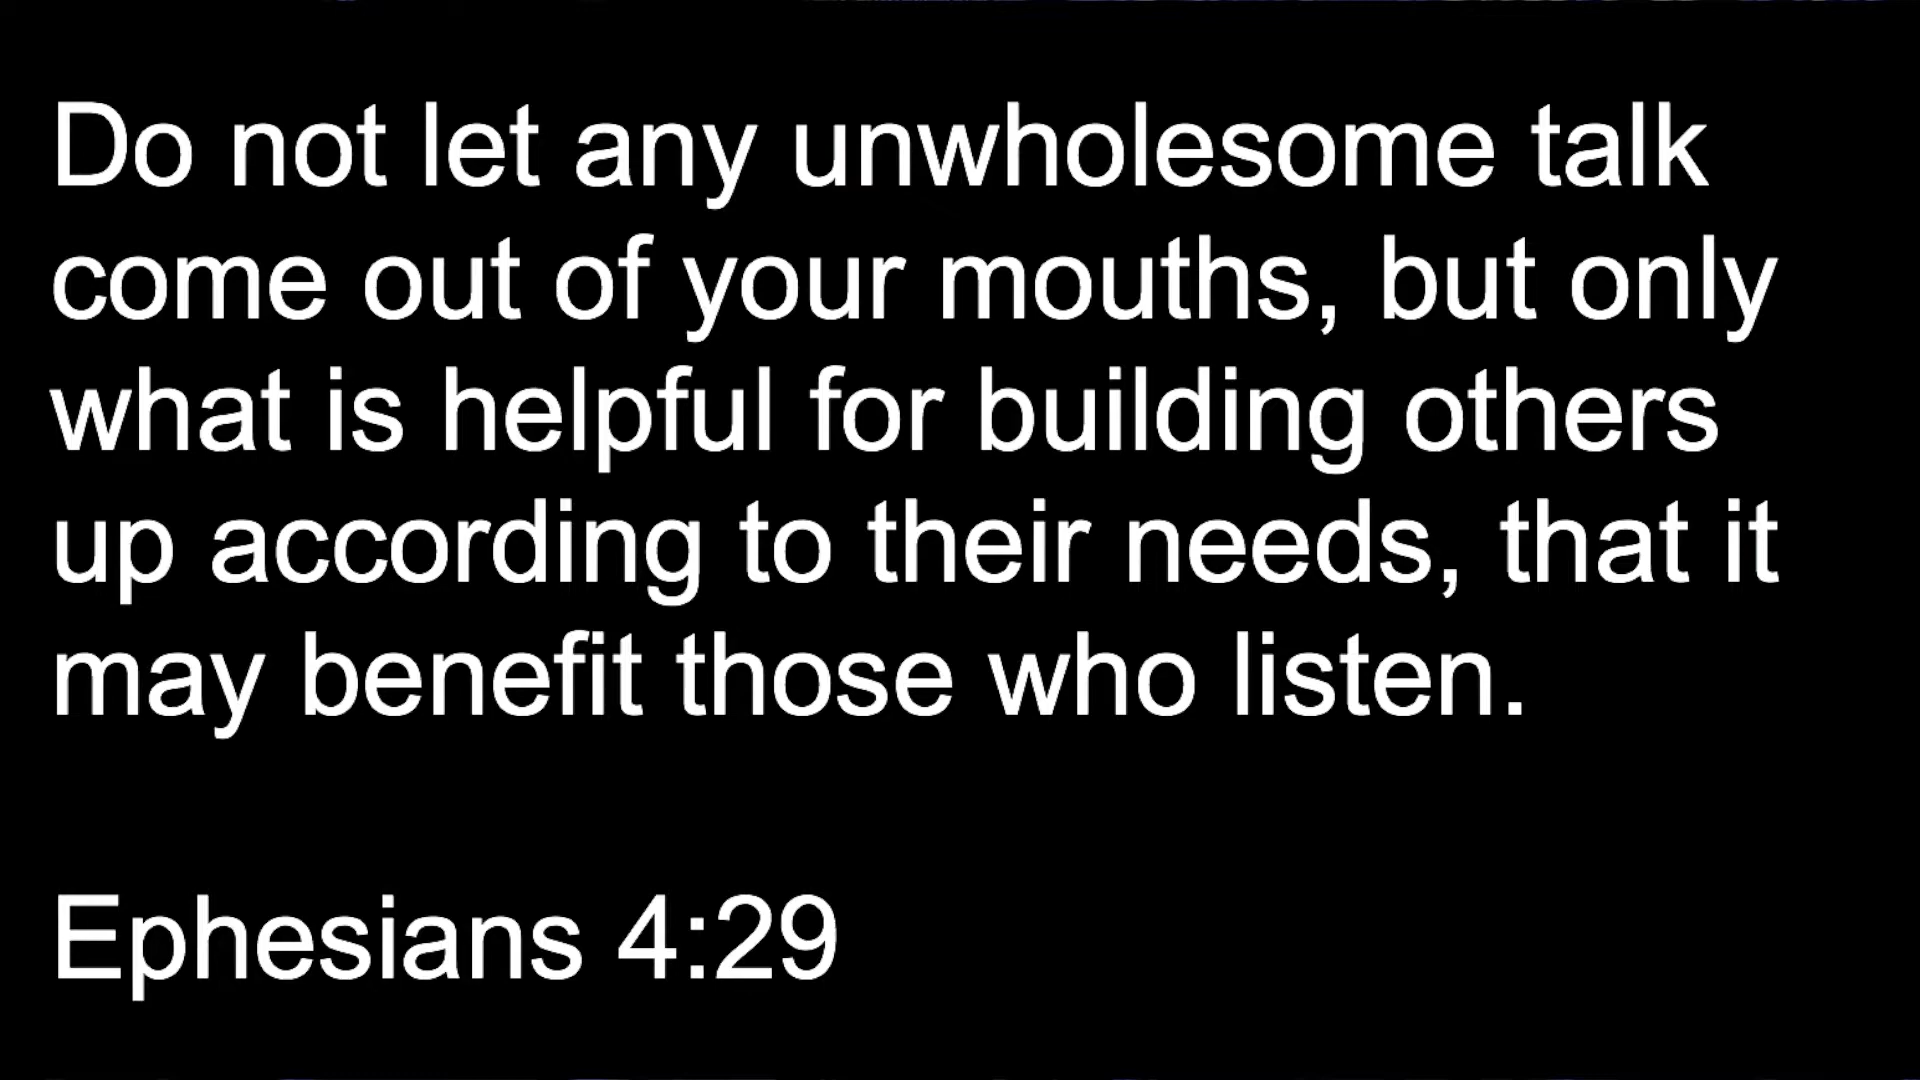 Do not let any unwholesome talk
come out of your mouths, but only
what is helpful for building others
up according to their needs, that it
may benefit those who listen.
Ephesians 4:29